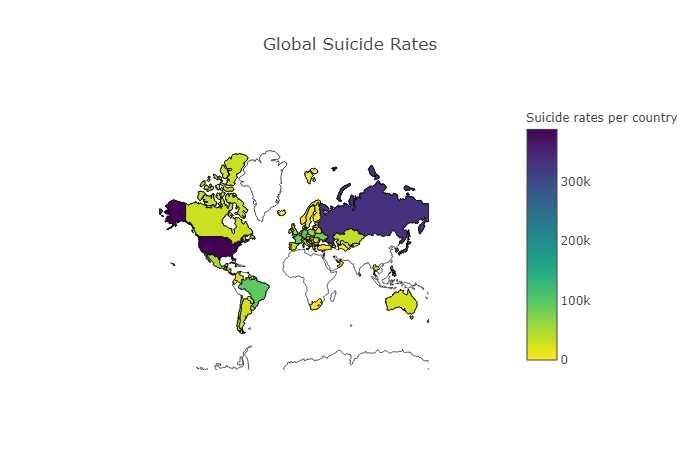 Global Suicide Rates
Suicide rates per country
300k
200k
100k
0